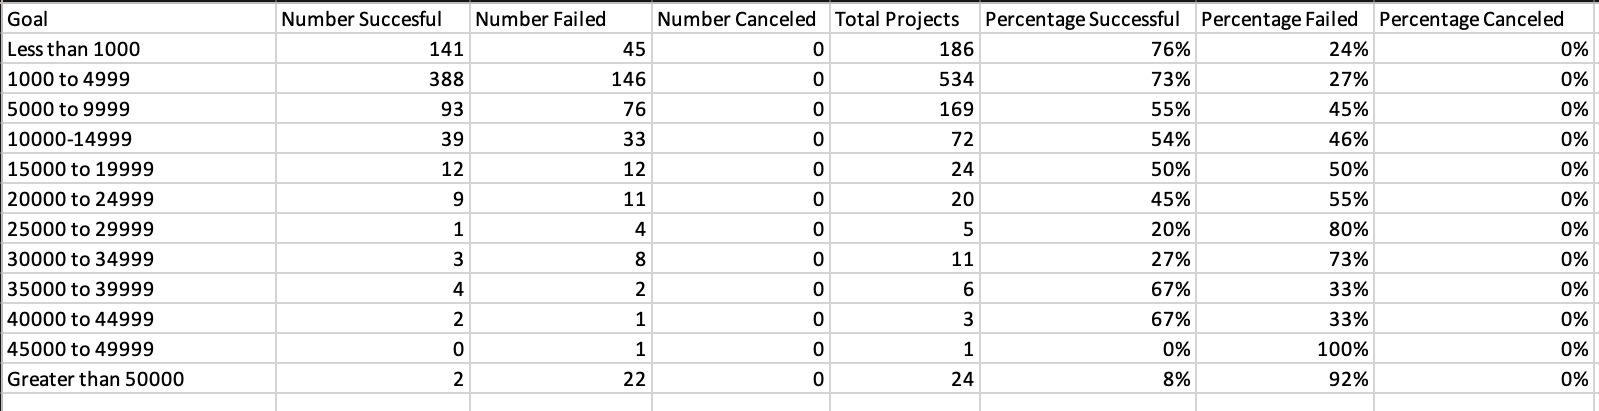 Goal Number Succesful Number Failed Number Canceled Total Projects Percentage Successful Percentage Failed Percentage Canceled
Less than 1000 141 45 0 186 76% 24% 0%
1000 to 4999 388 146 0 534 73% 27% 0%
5000 to 9999 93 76 0 169 55% 45% 0%
10000-14999 39 33 0 72 54% 46% 0%
15000 to 19999 12 12 0 24 50% 50% 0%
20000 to 24999 9 11 0 20 45% 55% 0%
25000 to 29999 1 4 0 5 20% 80% 0%
30000 to 34999 3 8 0 11 27% 73% 0%
35000 to 39999 4 2 0 6 67% 33% 0%
40000 to 44999 2 1 0 3 67% 33% 0%
45000 to 49999 0 1 0 1 0% 100% 0%
Greater than 50000 2 22 0 24 8% 92% 0%